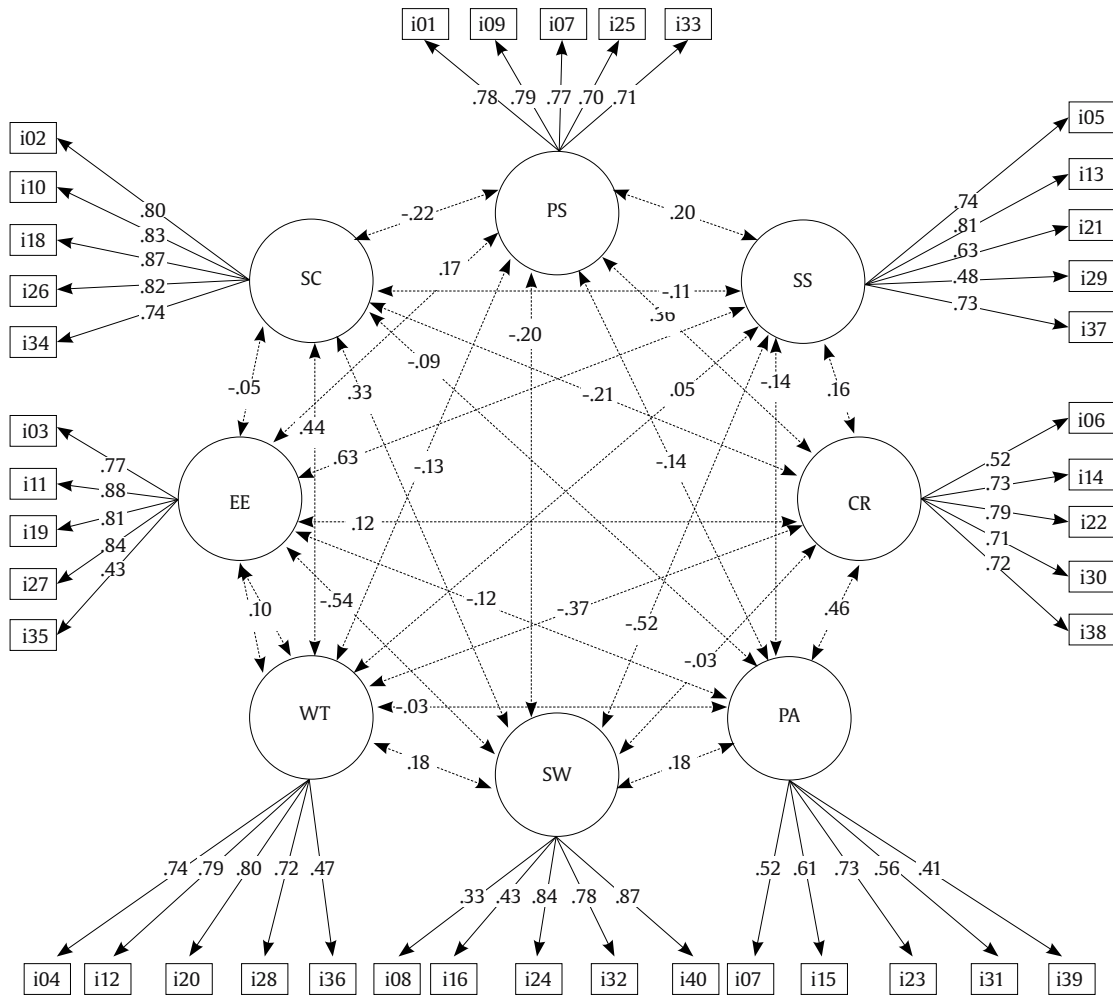 i01 i09 i07 i25 i33
.78 .79 .77 .70 .71
i02
i10
i18
i26
i34
.80
.83
.87
.82
.74
i05
i13
i21
i29
i37
.74
.81
.63
.48
.73
PS
SC
SS
-.22
.20
.17
-.11
-.20
-.09
.33
-.21
.05
-.14
-.05
.16
.44
.63
-.13
-.14
i03
i11
i19
i27
i35
.77
.88
.81
.84
.43
EE
CR
i06
i14
i22
i30
i38
.52
.73
.79
.71
.72
.12
.10
-.54
-.12
-.37
-.52
.46
-.03
-.03
WT
PA
SW
.18
.18
.74 .79 .80 .72 .47
.33 .43 .84 .78 .87
.52 .61 .73 .56 .41
i04 i12 i20 i28 i36
i08 i16 i24 i32 i40
i07 i15 i23 i31 i39